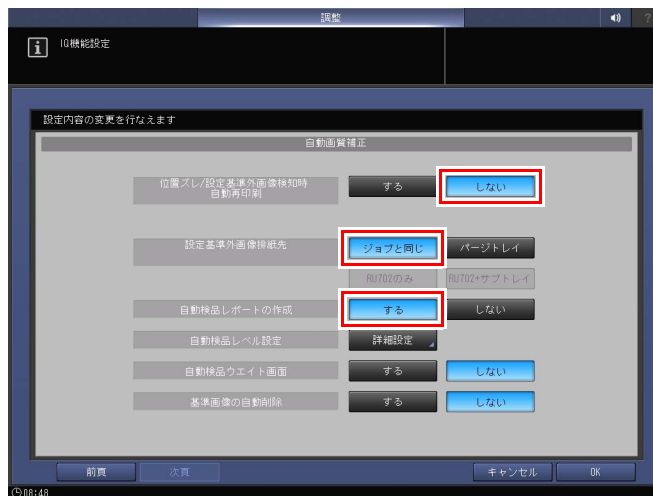 調整
?
i IQ機能設定
設定内容の変更を行なえます
自動画質補正
位置ズレ/設定基準外画像検知時
自動再印刷
する しない
設定基準外画像排紙先 ジョブと同じ パージトレイ
RU702のみ RU702+サブトレイ
自動検品レポートの作成 する しない
自動検品レベル設定 詳細設定
自動検品ウエイト画面 する しない
基準画像の自動削除 する しない
前頁 次頁 キャンセル OK
08:48